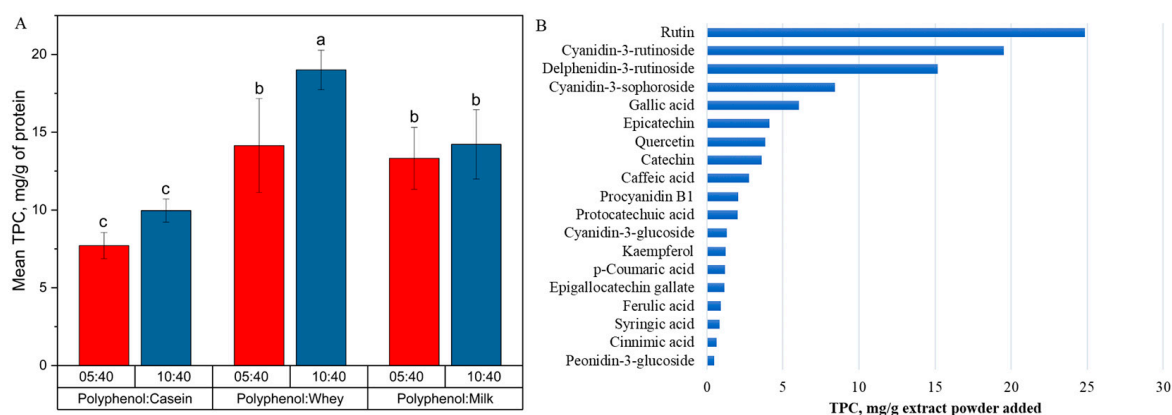 A
Mean TPC, mg/g of protein
20
15
10
5
0
c
c
b
a
b
b
05:40 10:40 05:40 10:40 05:40 10:40
Polyphenol:Casein Polyphenol:Whey Polyphenol:Milk
B
Rutin
Cyanidin-3-rutinoside
Delphenidin-3-rutinoside
Cyanidin-3-sophoroside
Gallic acid
Epicatechin
Quercetin
Catechin
Caffeic acid
Procyanidin B1
Protocatechuic acid
Cyanidin-3-glucoside
Kaempferol
p-Coumaric acid
Epigallocatechin gallate
Ferulic acid
Syringic acid
Cinnimic acid
Peonidin-3-glucoside
0 5 10 15 20 25 30
TPC, mg/g extract powder added